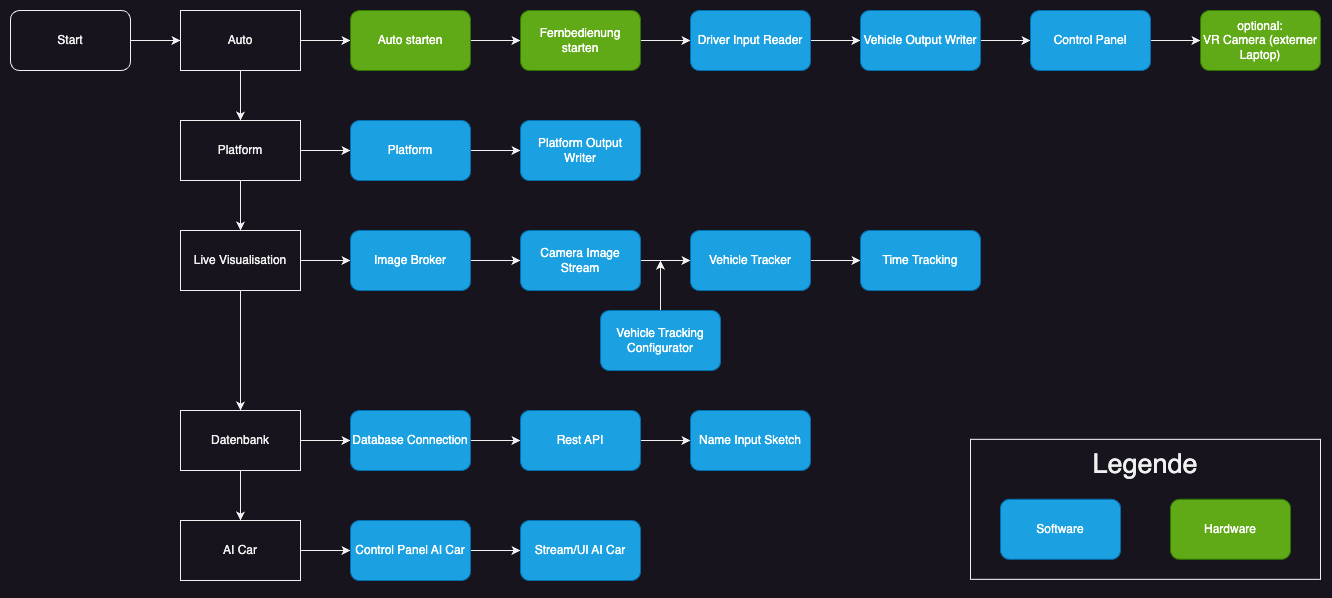 Start
Auto
Auto starten
Fernbedienung
starten
Driver Input Reader
Vehicle Output Writer
Control Panel
optional:
VR Camera (externer
Laptop)
Platform
Platform
Platform Output
Writer
Live Visualisation
Image Broker
Camera Image
Stream
Vehicle Tracker
Time Tracking
Vehicle Tracking
Configurator
Datenbank
Database Connection
Rest API
Name Input Sketch
AI Car
Control Panel AI Car
Stream/UI AI Car
Legende
Software
Hardware